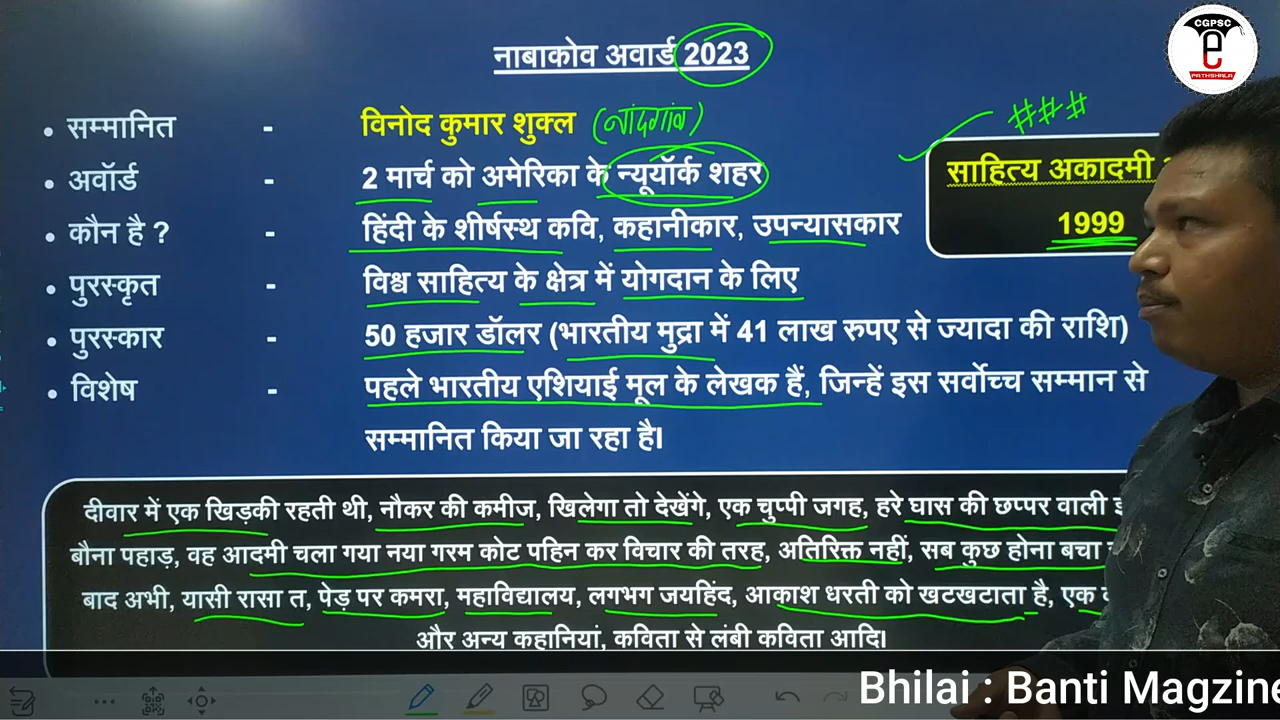 CGPSC
e
PATHSHALA
नाबाकोव अवार्ड 2023
• सम्मानित - विनोद कुमार शुक्ल (नांदगांव)
• अवॉर्ड - 2 मार्च को अमेरिका के न्यूयॉर्क शहर
• कौन है ? - हिंदी के शीर्षस्थ कवि, कहानीकार, उपन्यासकार
• पुरस्कृत - विश्व साहित्य के क्षेत्र में योगदान के लिए
• पुरस्कार - 50 हजार डॉलर (भारतीय मुद्रा में 41 लाख रुपए से ज्यादा की राशि)
• विशेष - पहले भारतीय एशियाई मूल के लेखक हैं, जिन्हें इस सर्वोच्च सम्मान से
सम्मानित किया जा रहा है।
###
साहित्य अकादमी
1999
दीवार में एक खिड़की रहती थी, नौकर की कमीज, खिलेगा तो देखेंगे, एक चुप्पी जगह, हरे घास की छप्पर वाली
बौना पहाड़, वह आदमी चला गया नया गरम कोट पहिन कर विचार की तरह, अतिरिक्त नहीं, सब कुछ होना बचा
बाद अभी, यासी रासा त, पेड़ पर कमरा, महाविद्यालय, लगभग जयहिंद, आकाश धरती को खटखटाता है, एक
और अन्य कहानियां, कविता से लंबी कविता आदि।
Bhilai : Banti Magzine